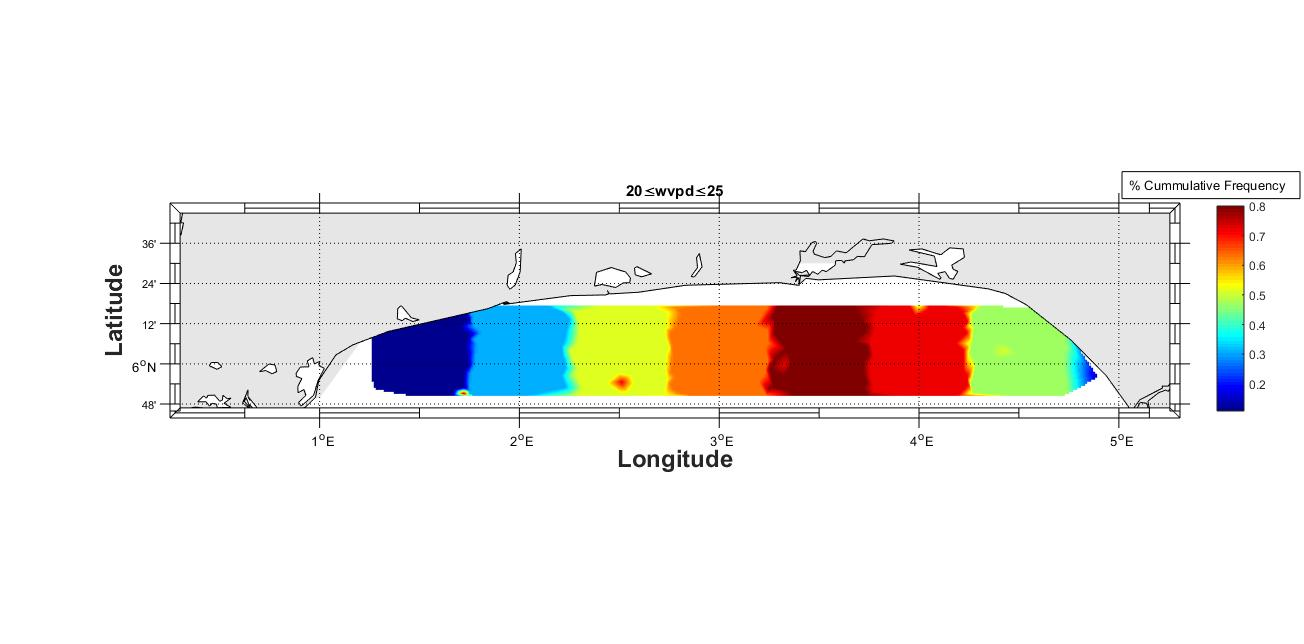 20≤wvpd≤25
% Cummulative Frequency
0.8
0.7
0.6
0.5
0.4
0.3
0.2
Latitude
36'
24'
12'
6°N
48'
1°E
2°E
3°E
4°E
5°E
Longitude